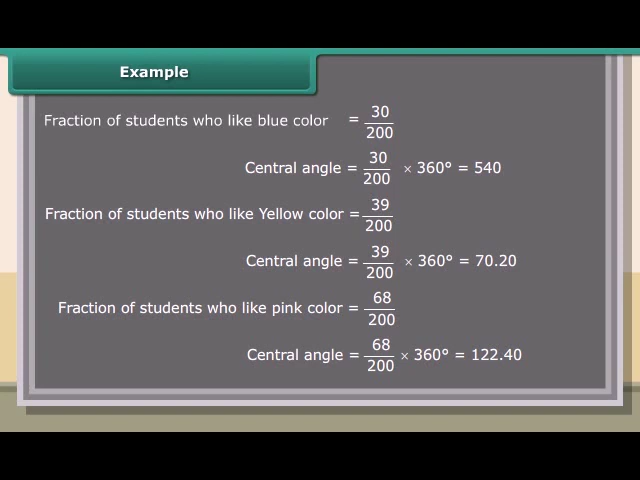 Example
Fraction of students who like blue color = 30/200
Central angle = 30/200 × 360° = 540
Fraction of students who like Yellow color = 39/200
Central angle = 39/200 × 360° = 70.20
Fraction of students who like pink color = 68/200
Central angle = 68/200 × 360° = 122.40